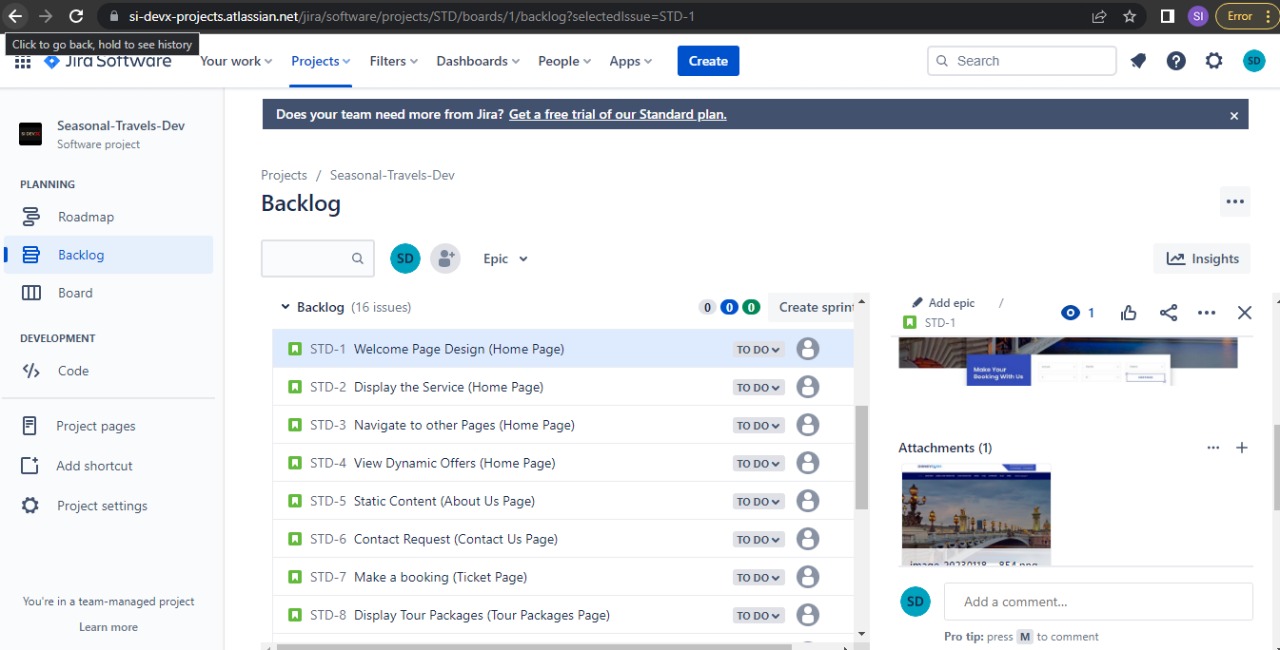 si-devx-projects.atlassian.net/jira/software/projects/STD/boards/1/backlog?selectedIssue=STD-1
SI
Error
Click to go back, hold to see history
Jira Software
Your work
Projects
Filters
Dashboards
People
Apps
Create
Search
SD
Does your team need more from Jira? Get a free trial of our Standard plan.
Seasonal-Travels-Dev
Software project
PLANNING
Roadmap
Backlog
Board
DEVELOPMENT
Code
Project pages
Add shortcut
Project settings
You're in a team-managed project
Learn more
Projects / Seasonal-Travels-Dev
Backlog
SD
Epic
Insights
Backlog (16 issues)
0 0 0
Create sprint
STD-1 Welcome Page Design (Home Page) TO DO
STD-2 Display the Serice (Home Page) TO DO
STD-3 Navigate to other Pages (Home Page) TO DO
STD-4 View Dynamic Offers (Home Page) TO DO
STD-5 Static Content (About Us Page) TO DO
STD-6 Contact Request (Contact Us Page) TO DO
STD-7 Make a booking (Ticket Page) TO DO
STD-8 Display Tour Packages (Tour Packages Page) TO DO
Add epic /
STD-1
1
Make Your
Booking With Us
Attachments (1)
SD
Add a comment...
Pro tip: press M to comment